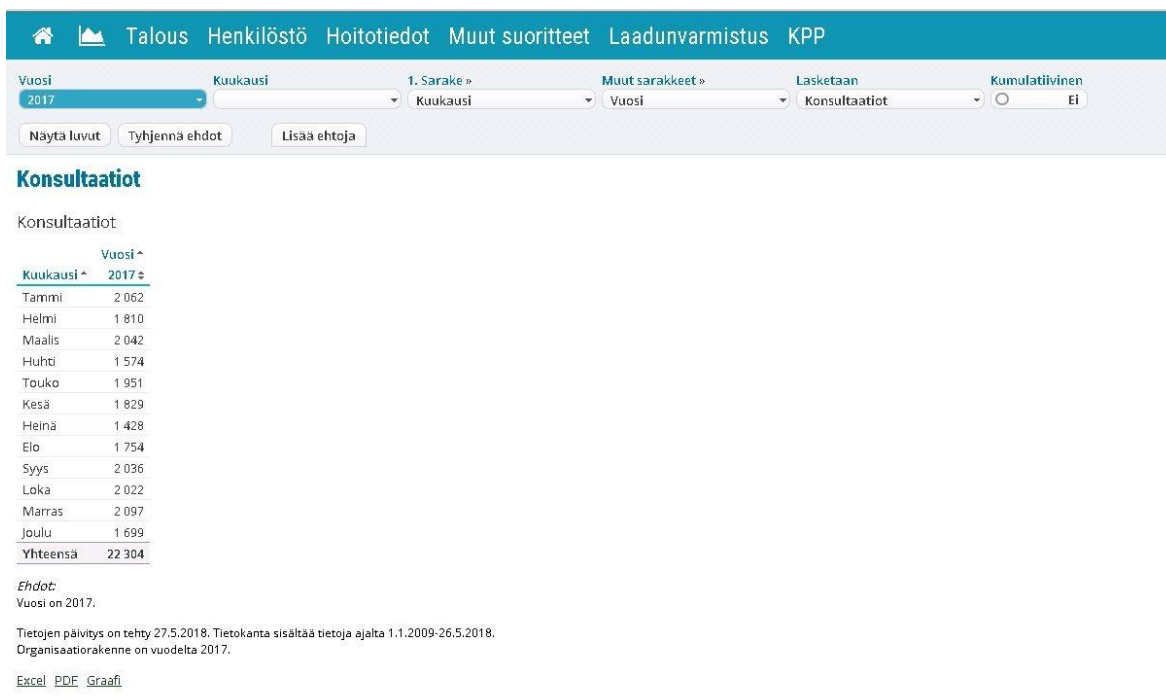 Talous Henkilöstö Hoitotiedot Muut suoritteet Laadunvarmistus KPP
Vuosi Kuukausi 1. Sarake » Muut sarakkeet » Lasketaan Kumulatiivinen
2017 Kuukausi Vuosi Konsultaatiot Ei
Näytä luvut Tyhjennä ehdot Lisää ehtoja
Konsultaatiot
Konsultaatiot
Vuosi
Kuukausi 2017
Tammi 2 062
Helmi 1 810
Maalis 2 042
Huhti 1 574
Touko 1 951
Kesä 1 829
Heinä 1 428
Elo 1 754
Syys 2 036
Loka 2 022
Marras 2 097
Joulu 1 699
Yhteensä 22 304
Ehdot:
Vuosi on 2017.
Tietojen päivitys on tehty 27.5.2018. Tietokanta sisältää tietoja ajalta 1.1.2009-26.5.2018.
Organisaatiorakenne on vuodelta 2017.
Excel PDF Graafi